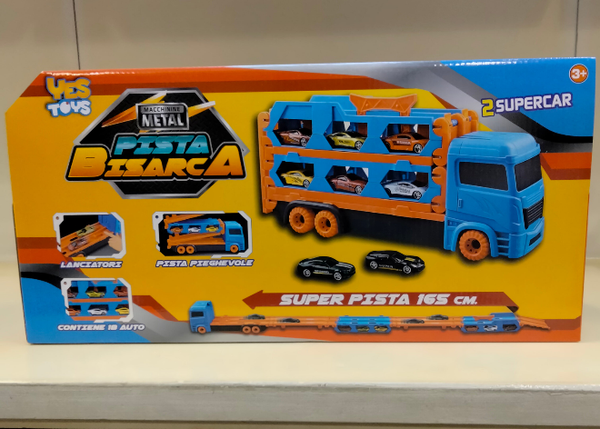 YES
TOYS
MACCHININE
METAL
PISTA
BISARCA
3+
2 SUPERCAR
LANCIATORI
PISTA PIEGHEVOLE
CONTIENE 18 AUTO
SUPER PISTA 165 CM.